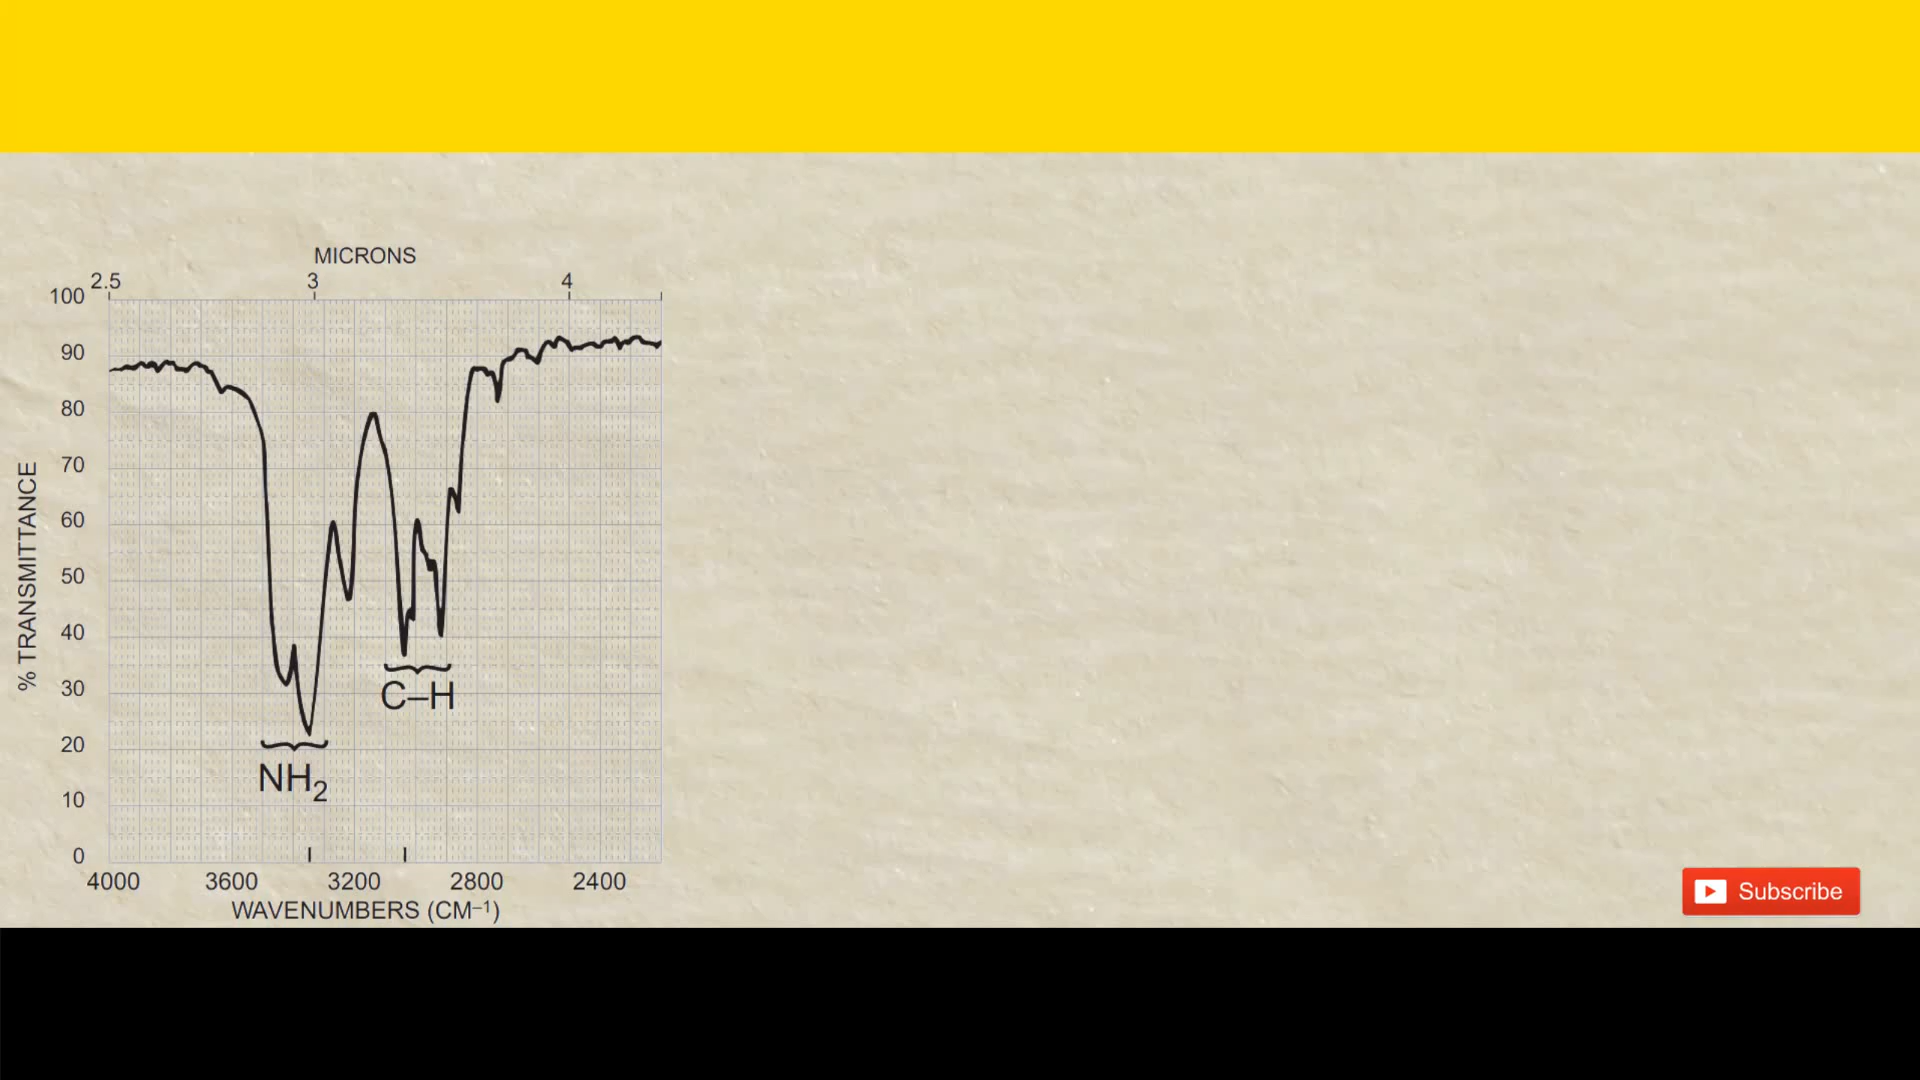 MICRONS
2.5 3 4
100
90
80
70
60
50
40
30
20
10
0
% TRANSMITTANCE
C–H
NH₂
4000 3600 3200 2800 2400
WAVENUMBERS (CM⁻¹)
Subscribe